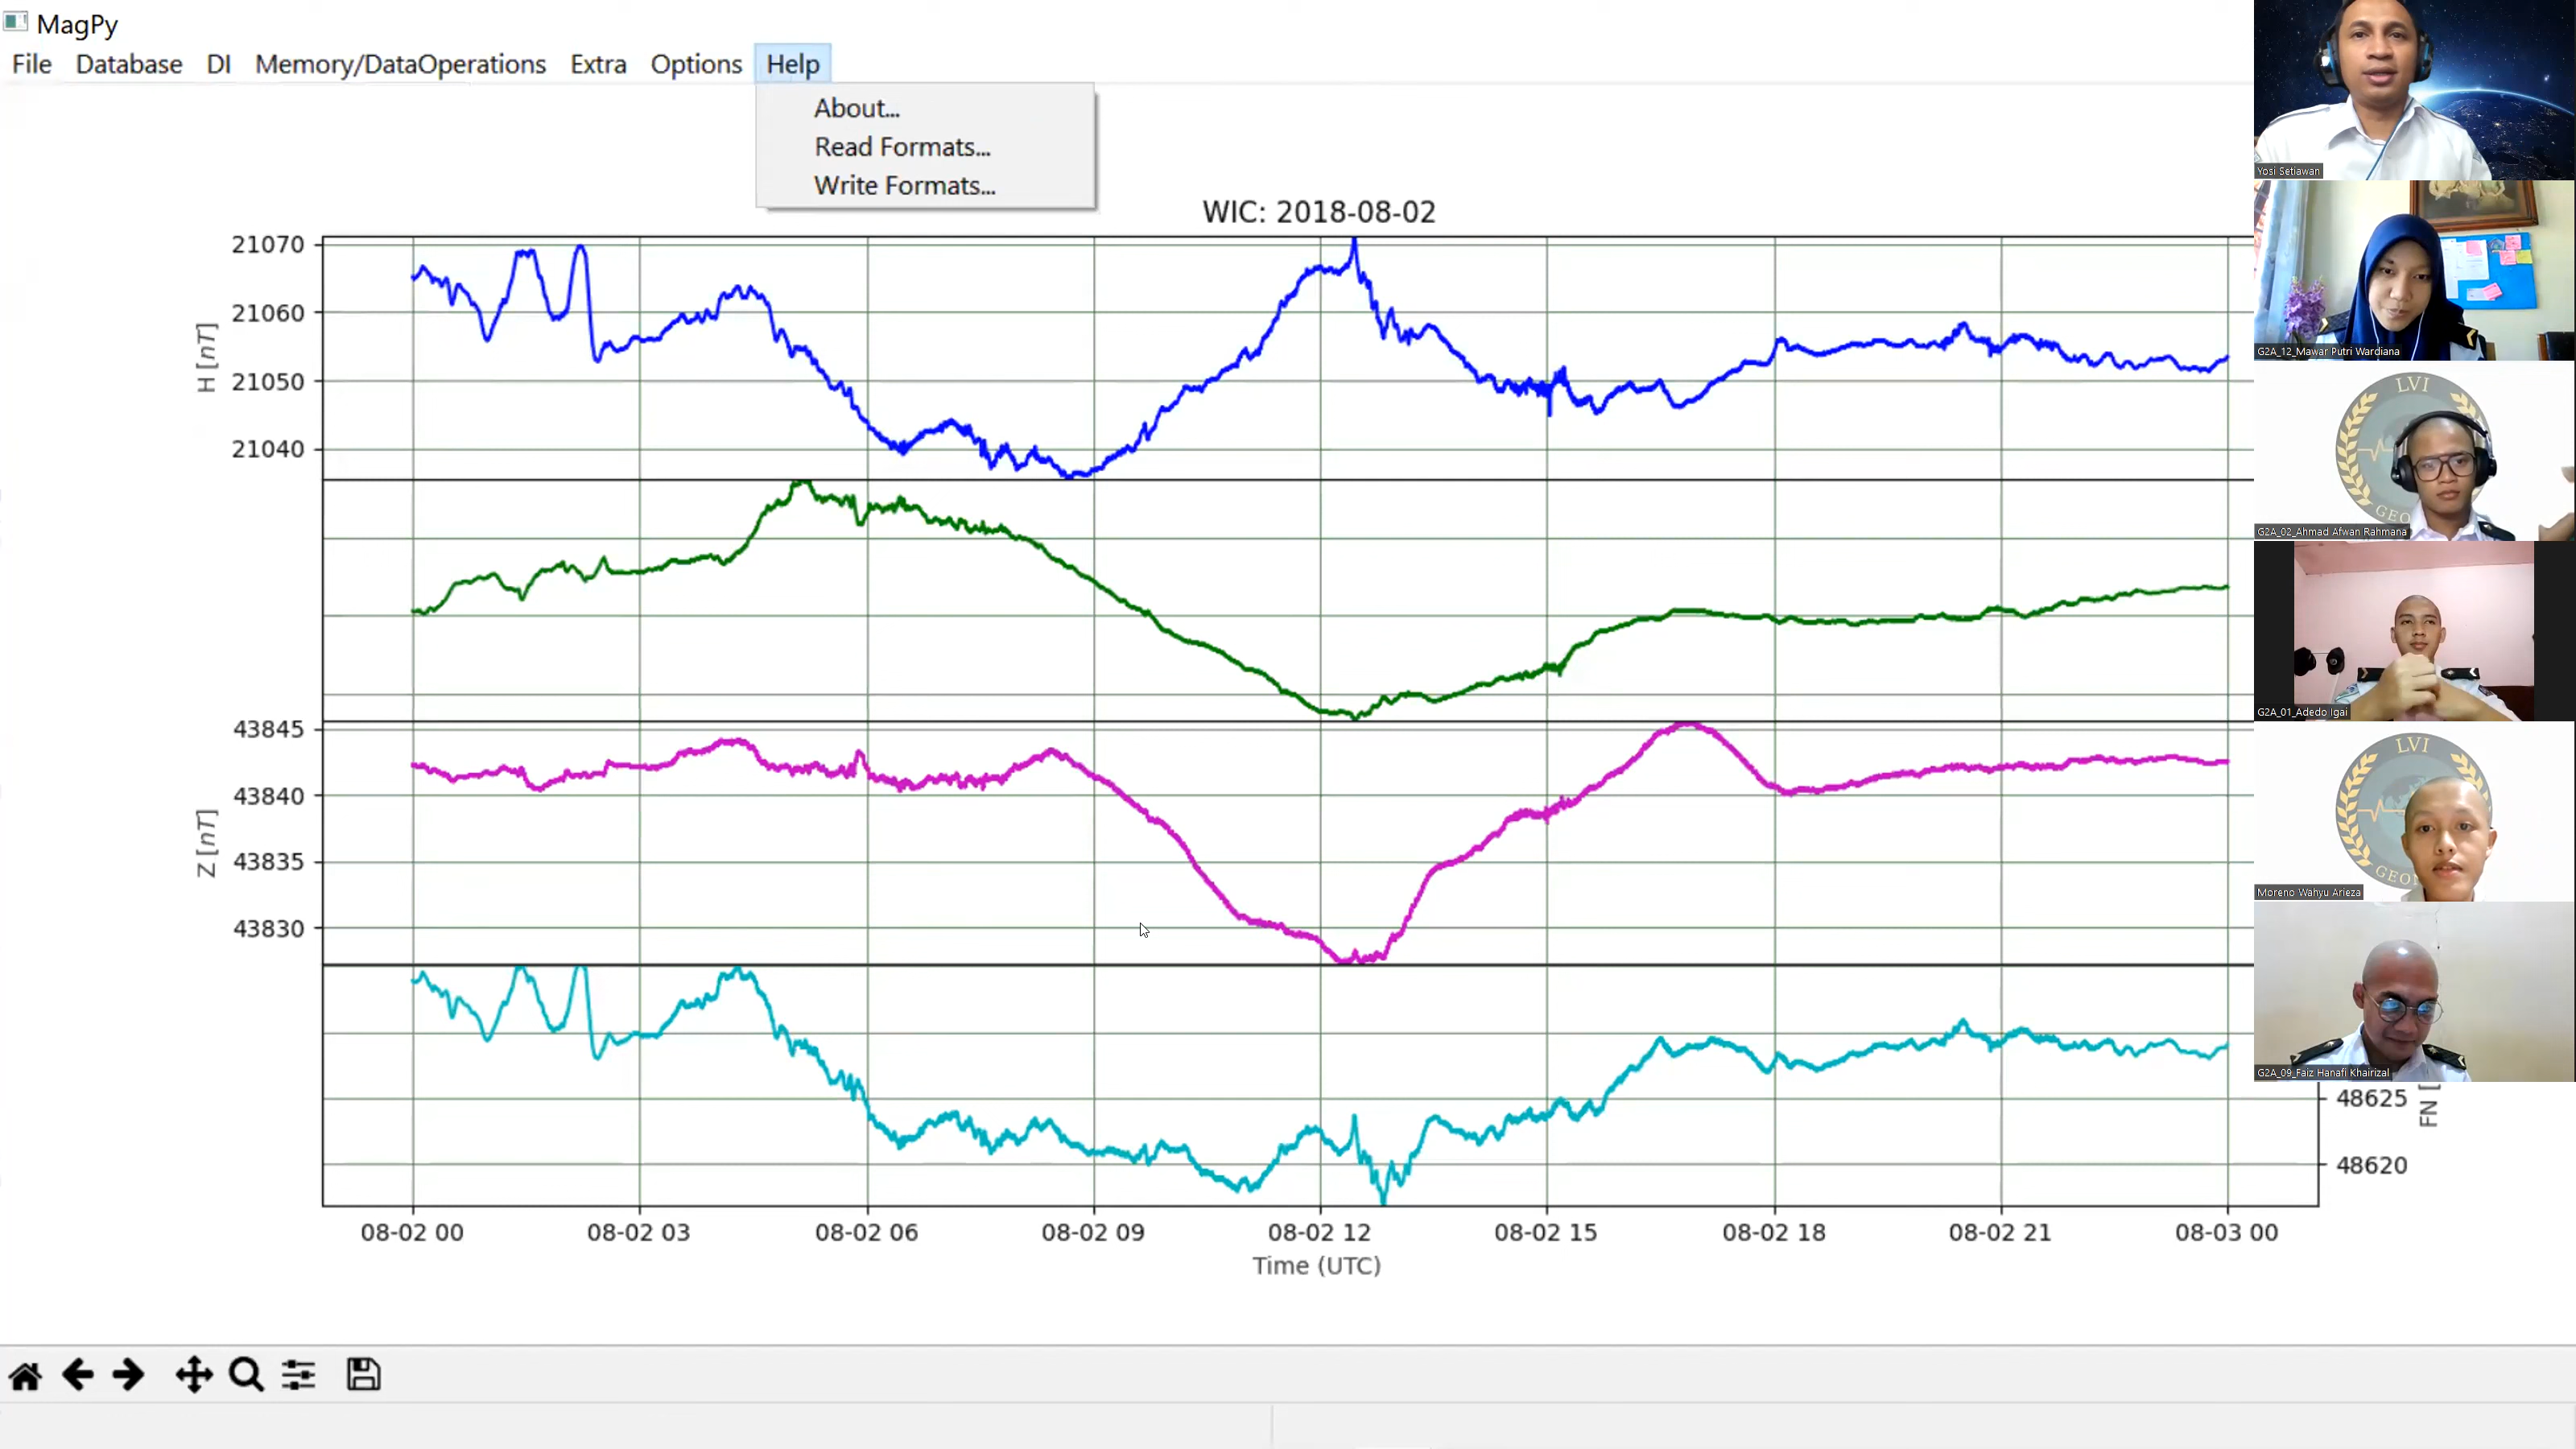 MagPy
File Database DI Memory/DataOperations Extra Options Help
About...
Read Formats...
Write Formats...
WIC: 2018-08-02
21070
21060
21050
21040
H [nT]
43845
43840
43835
43830
Z [nT]
48625
48620
FN [
08-02 00 08-02 03 08-02 06 08-02 09 08-02 12 08-02 15 08-02 18 08-02 21 08-03 00
Time (UTC)
Yosi Setiawan
G2A_12_Mawar Putri Wardiana
LVI
GEO
G2A_02_Ahmad Afwan Rahmana
G2A_01_Adedo Igai
LVI
GEO
Moreno Wahyu Arieza
G2A_09_Faiz Hanafi Khairizal